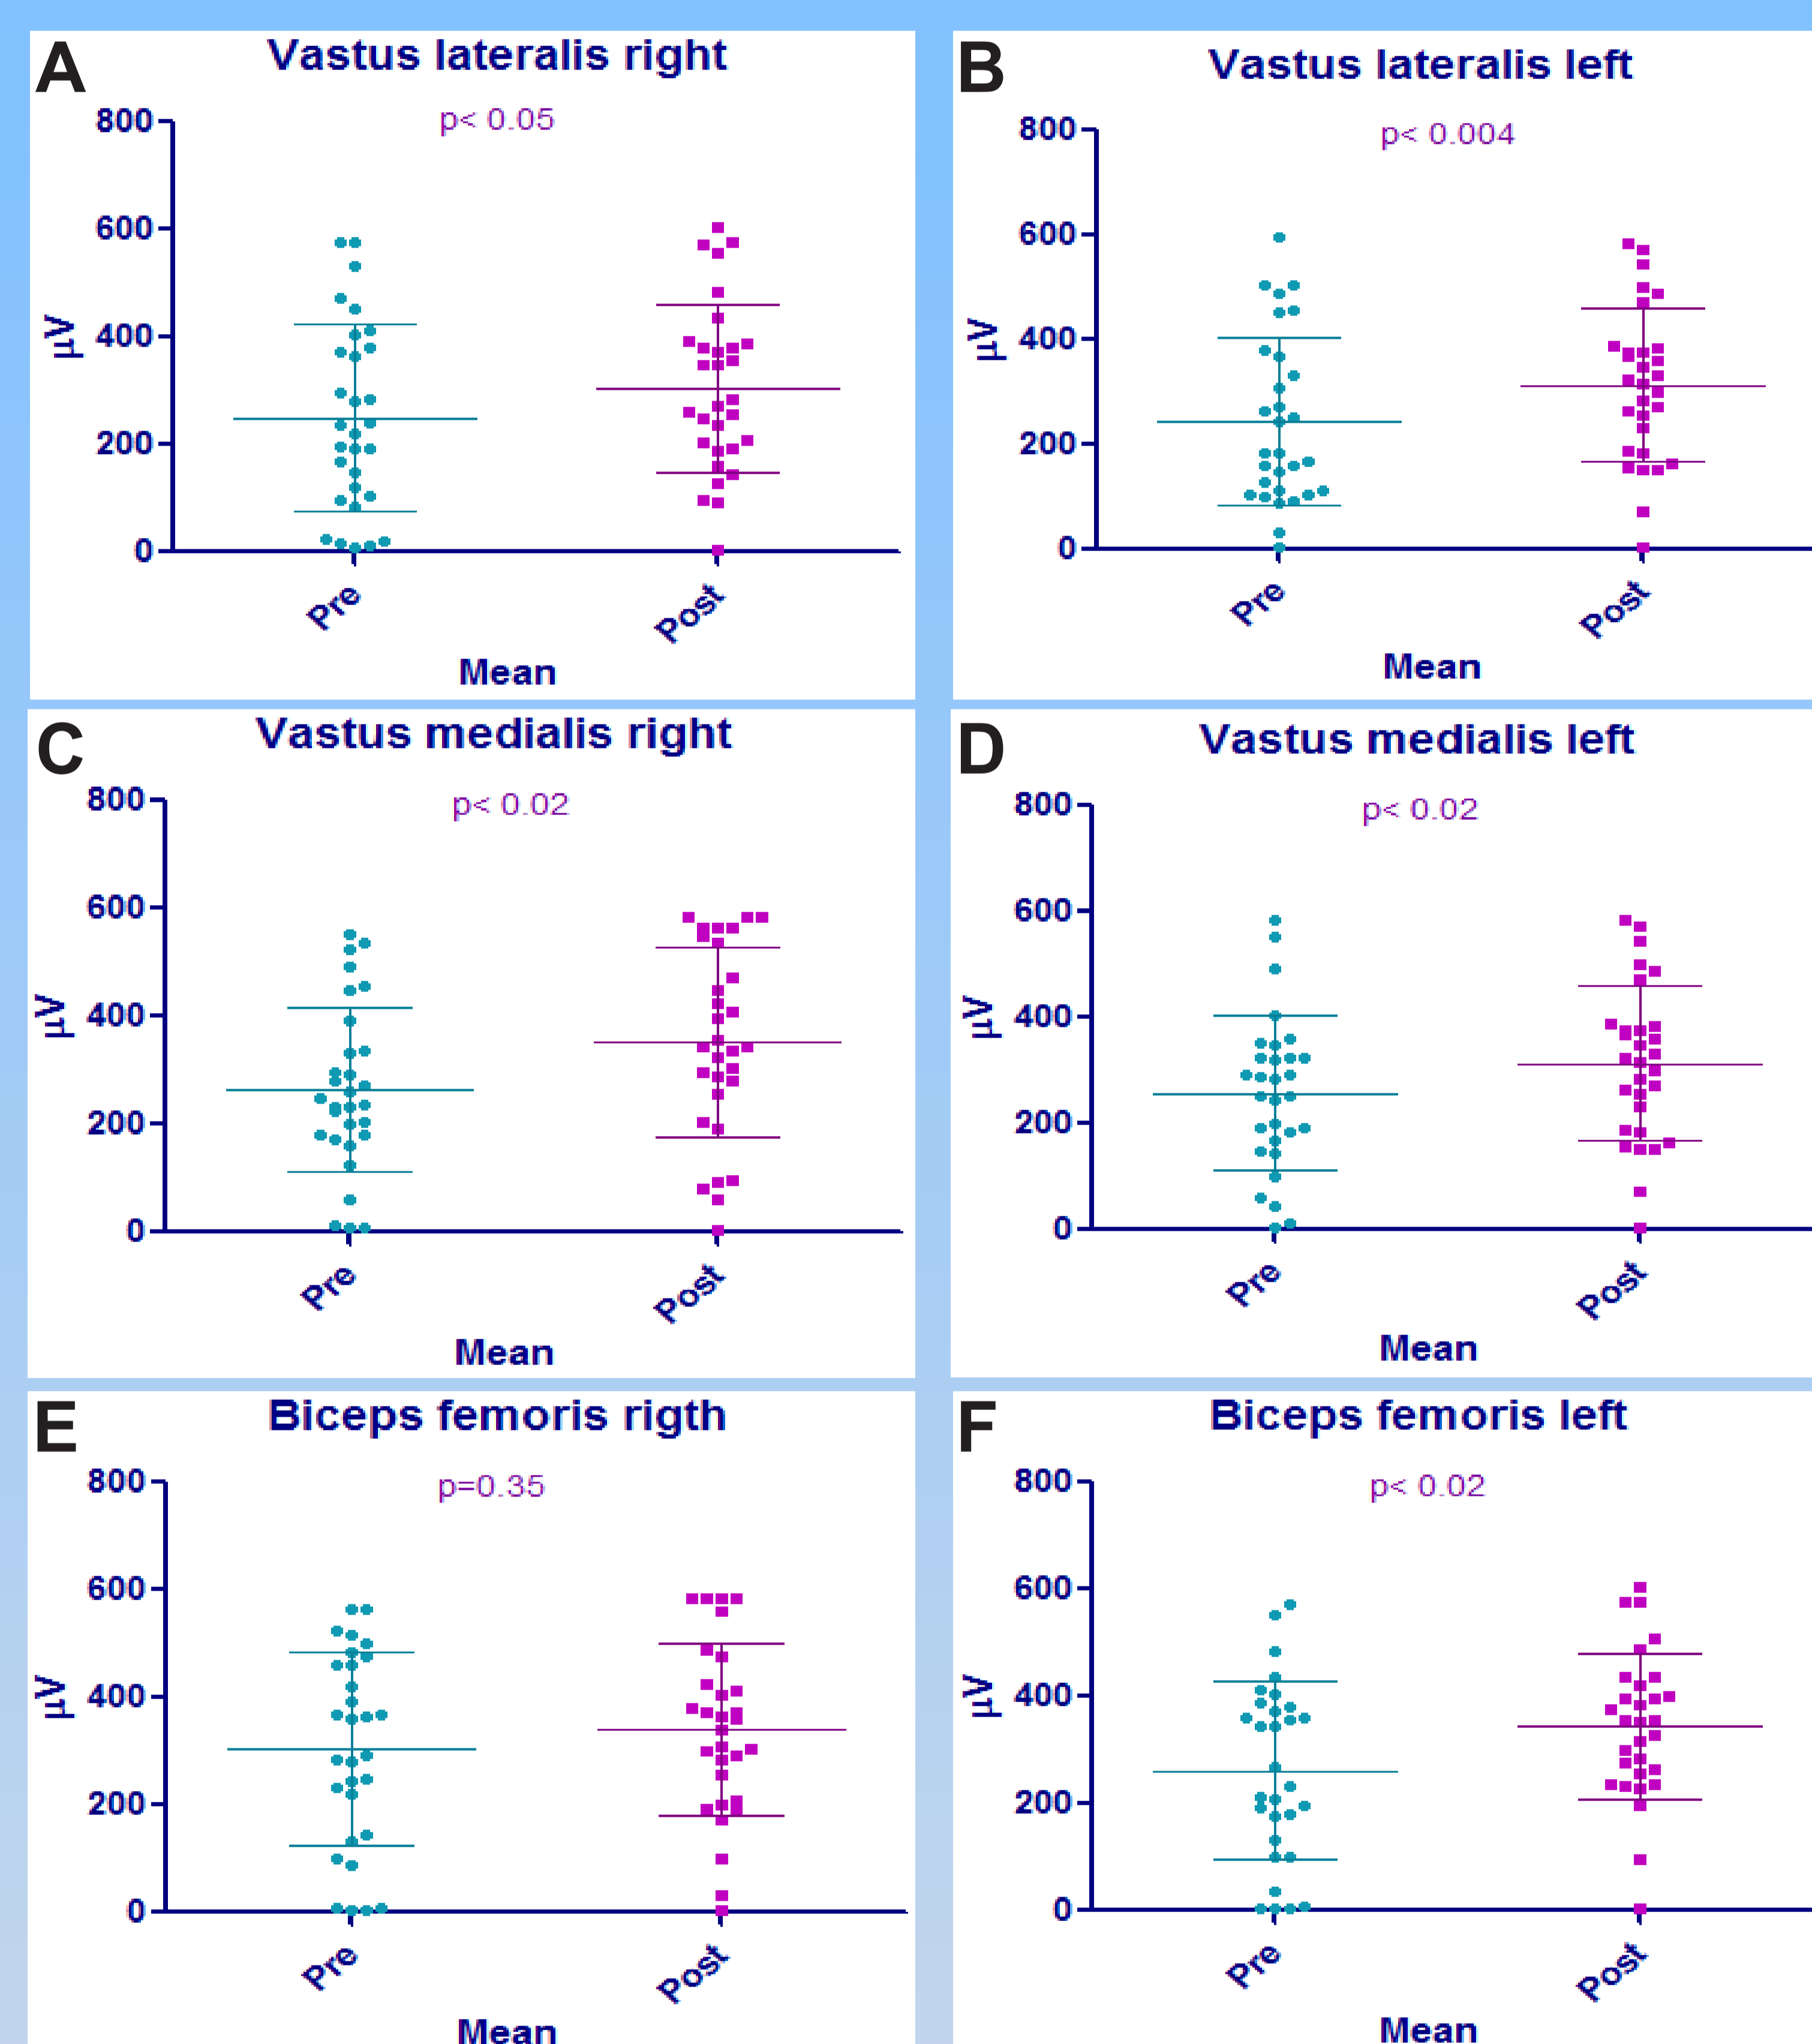 A
Vastus lateralis right
p< 0.05
800
600
400
200
0
µV
Pre
Post
Mean
B
Vastus lateralis left
p< 0.004
800
600
400
200
0
µV
Pre
Post
Mean
C
Vastus medialis right
p< 0.02
800
600
400
200
0
µV
Pre
Post
Mean
D
Vastus medialis left
p< 0.02
800
600
400
200
0
µV
Pre
Post
Mean
E
Biceps femoris rigth
p=0.35
800
600
400
200
0
µV
Pre
Post
Mean
F
Biceps femoris left
p< 0.02
800
600
400
200
0
µV
Pre
Post
Mean